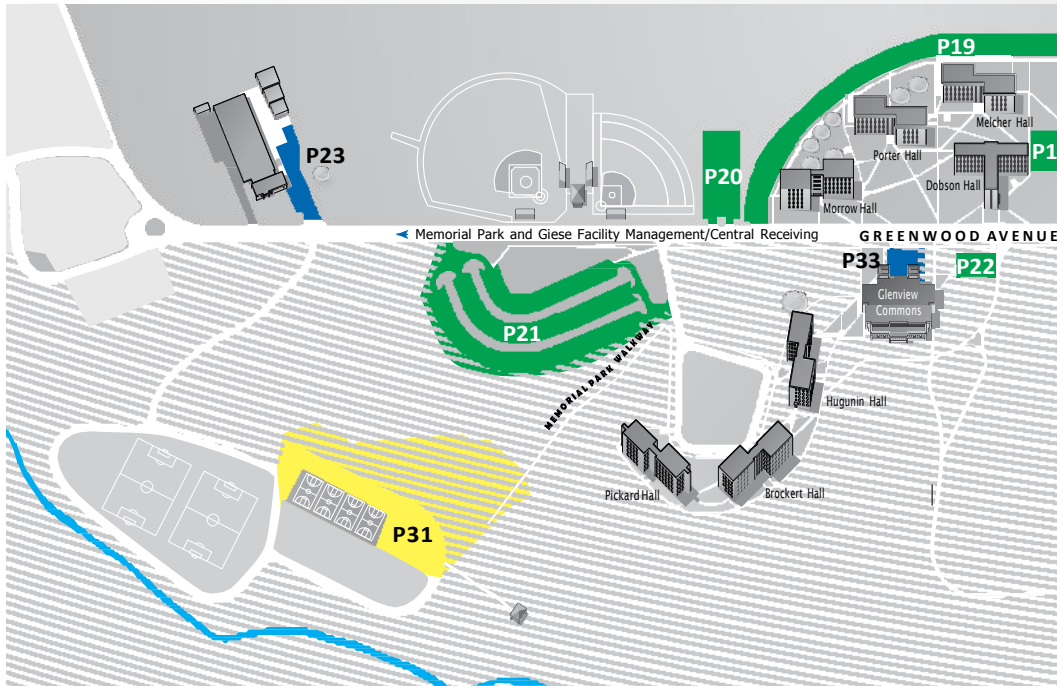 P19
Melcher Hall
P23
Porter Hall
P1
P20
Dobson Hall
Morrow Hall
Memorial Park and Giese Facility Management/Central Receiving
GREENWOOD AVENUE
P33
P22
Glenview
Commons
P21
MEMORIAL PARK WALKWAY
Hugunin Hall
Pickard Hall
Brockert Hall
P31